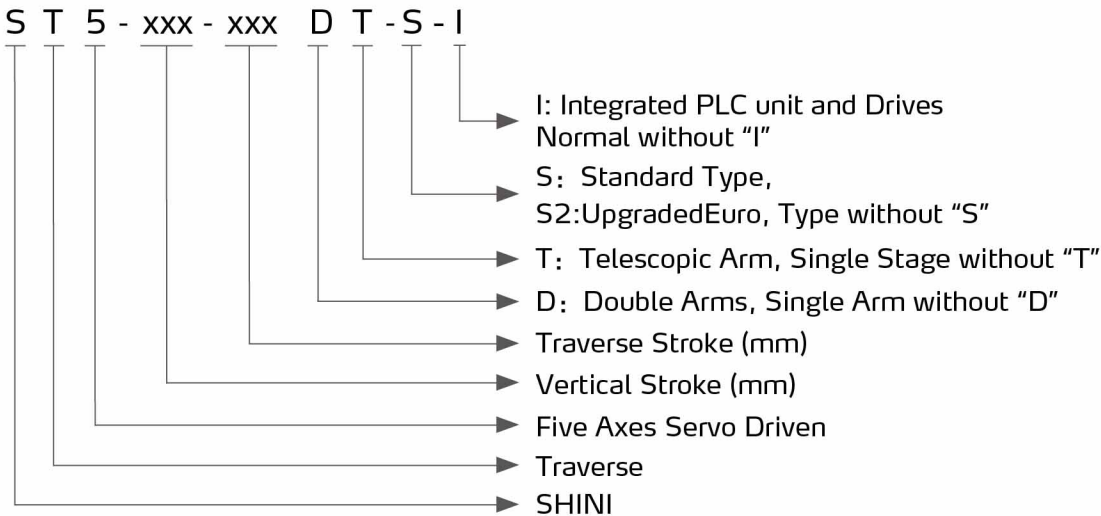 S T 5 - xxx - xxx D T - S - I
I: Integrated PLC unit and Drives
Normal without “I”
S: Standard Type,
S2:UpgradedEuro, Type without “S”
T: Telescopic Arm, Single Stage without “T”
D: Double Arms, Single Arm without “D”
Traverse Stroke (mm)
Vertical Stroke (mm)
Five Axes Servo Driven
Traverse
SHINI